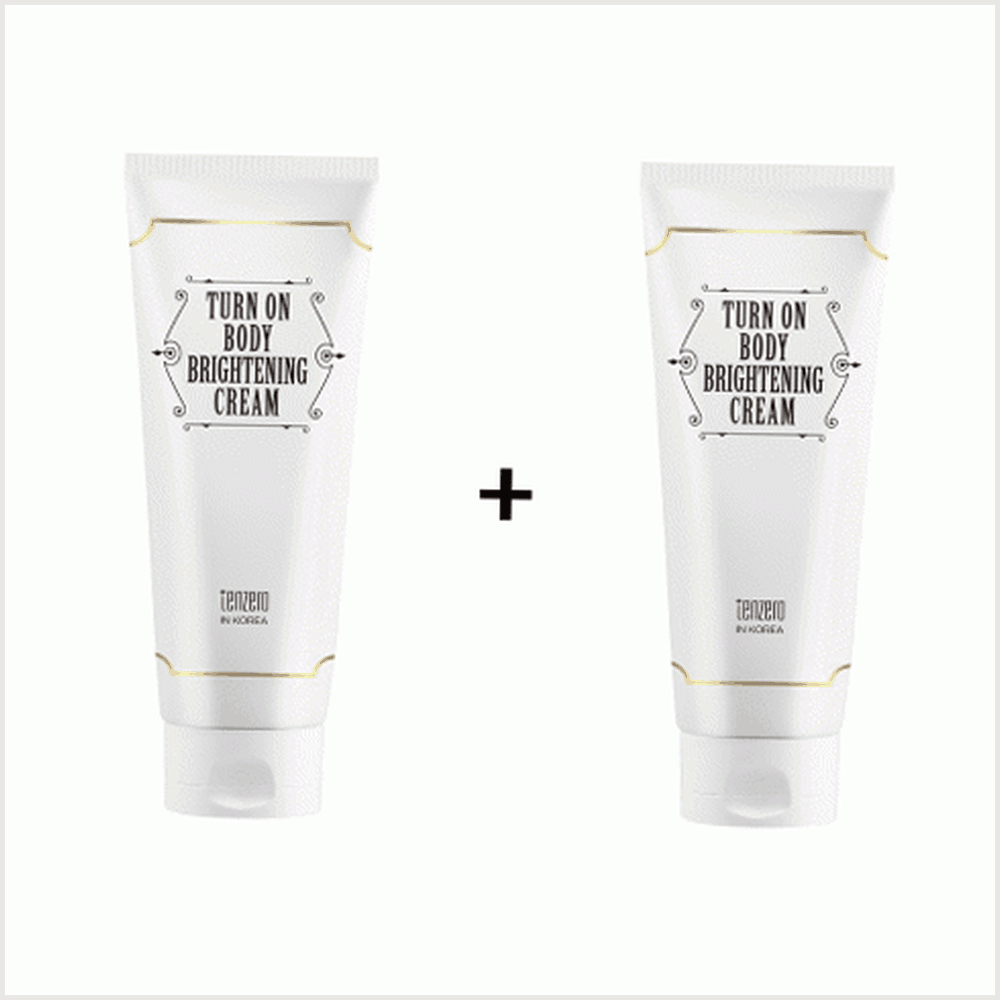 TURN ON
BODY
BRIGHTENING
CREAM
tenzero
IN KOREA
+
TURN ON
BODY
BRIGHTENING
CREAM
tenzero
IN KOREA